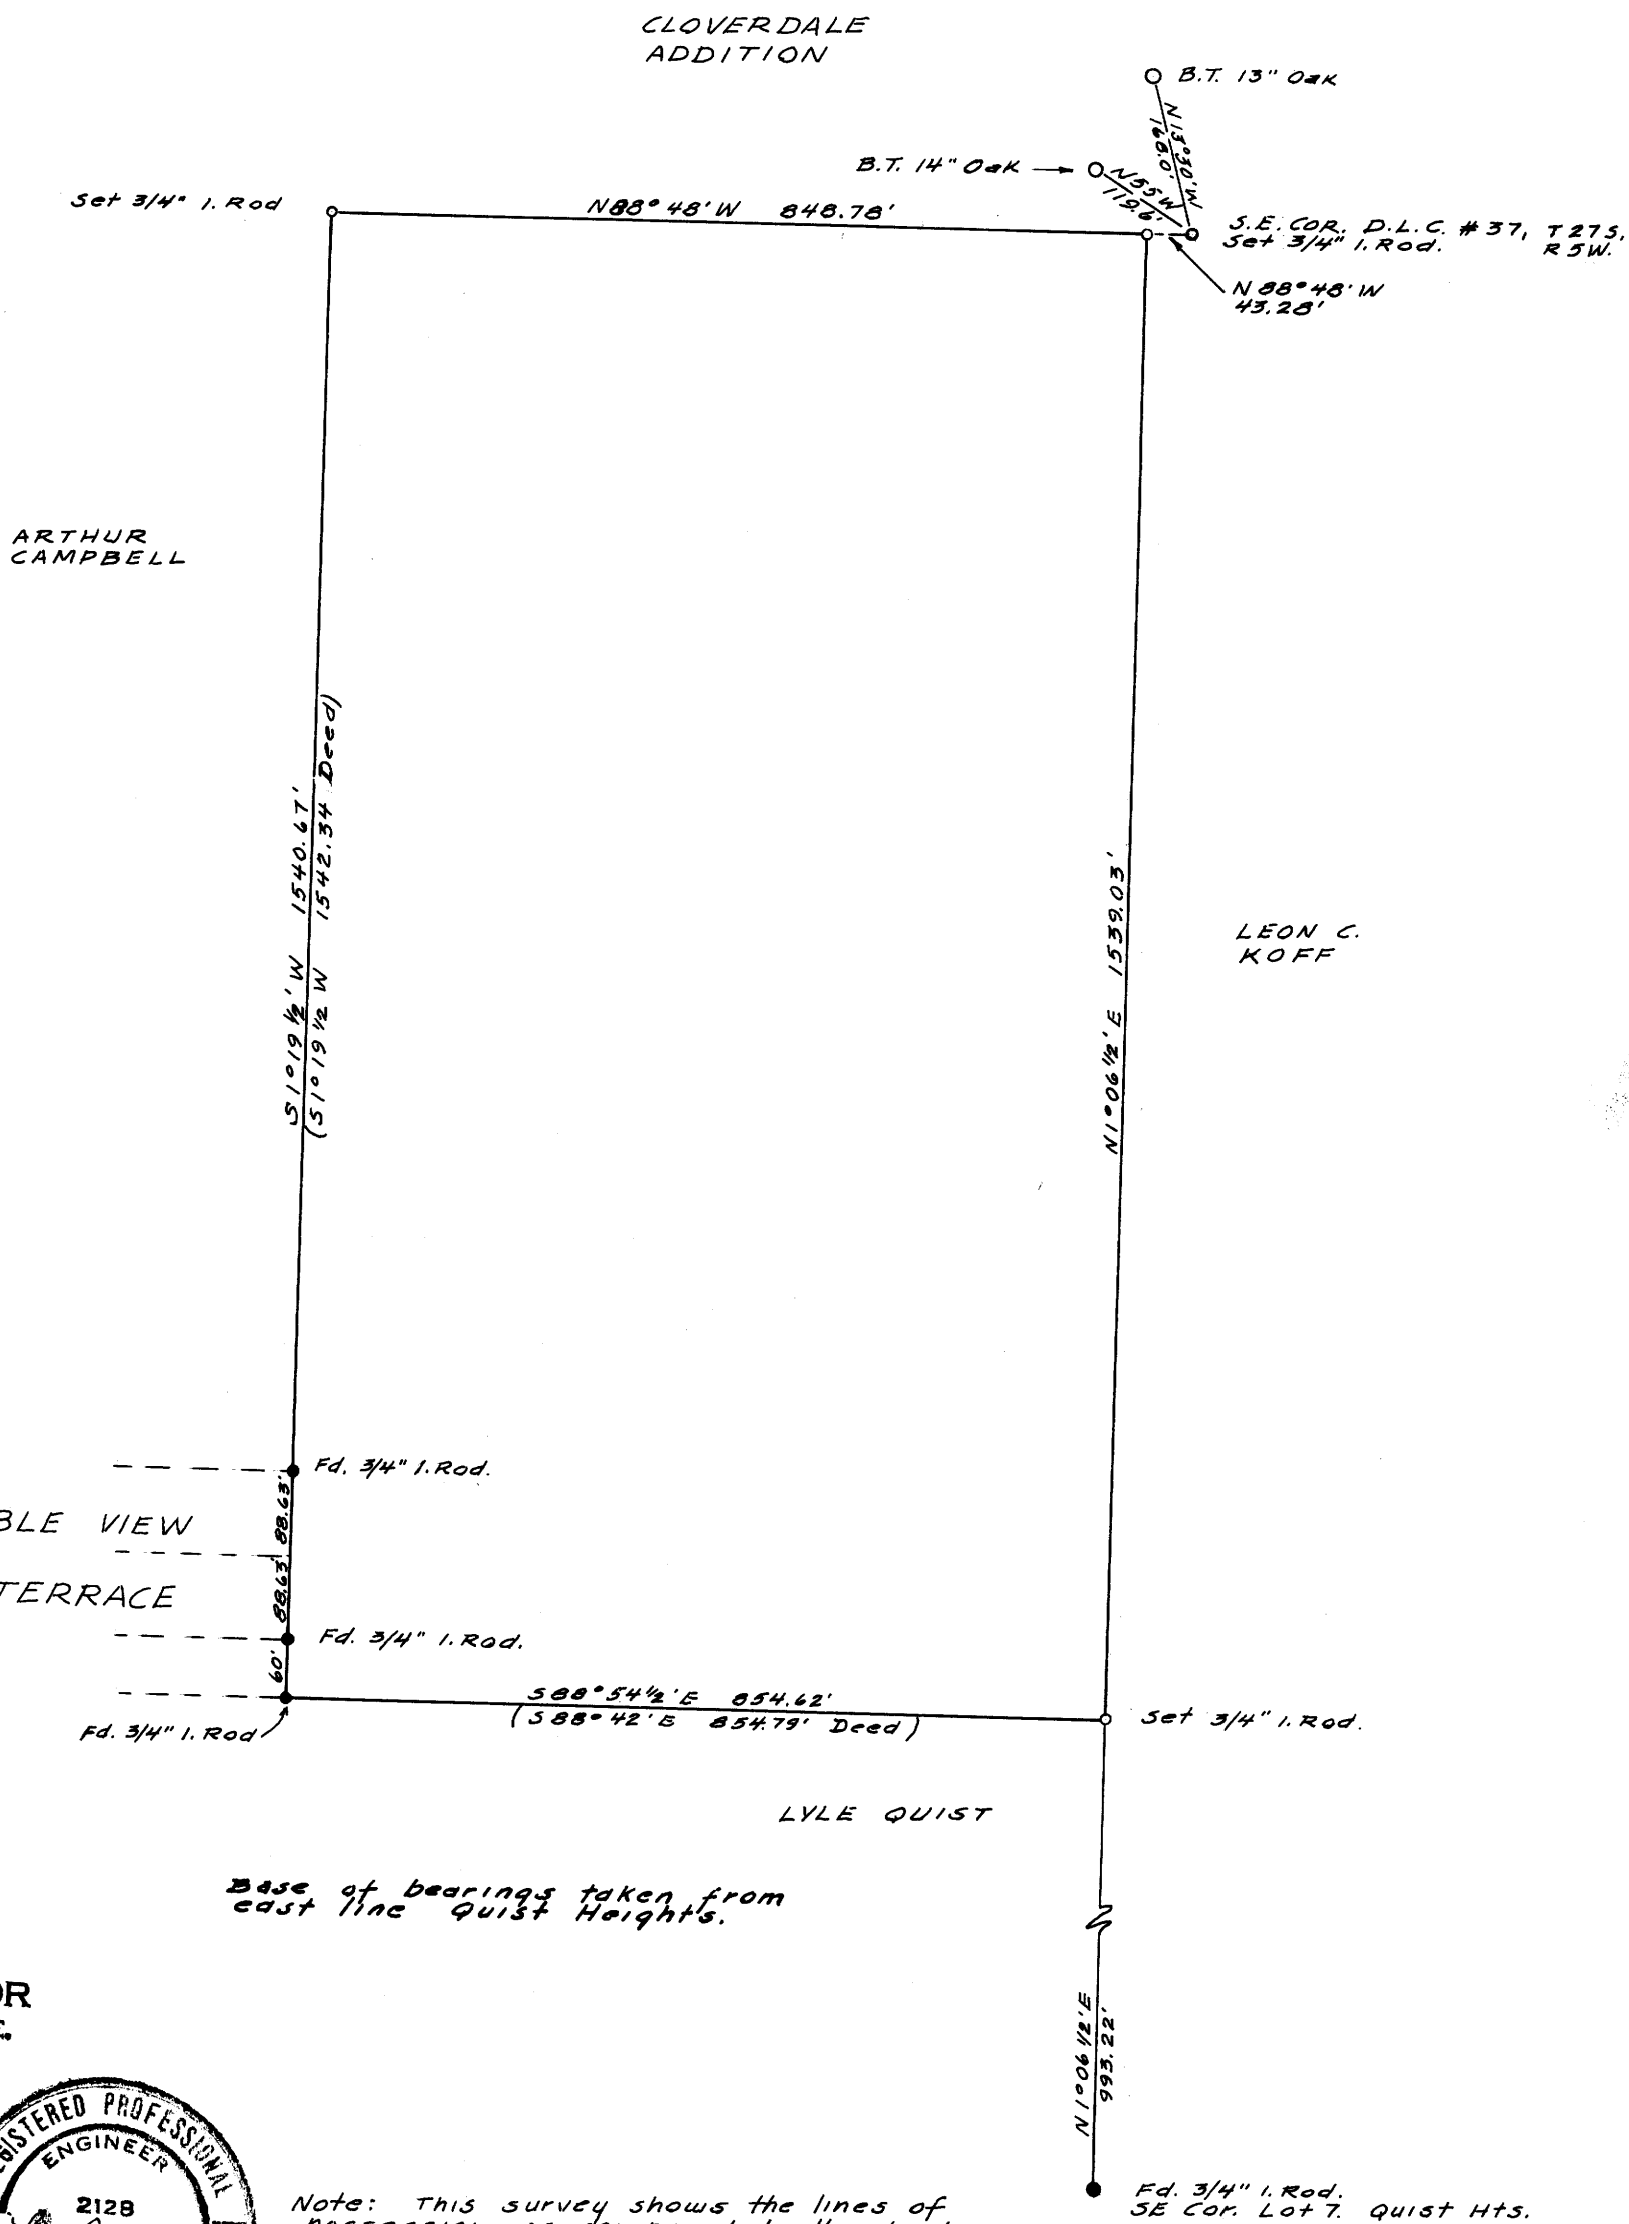 CLOVERDALE
ADDITION
B.T. 13" Oak
N13°30'W
166.0'
B.T. 14" Oak
N55W
119.6'
Set 3/4" I. Rod
N88°48'W 848.78'
S.E. COR. D.L.C. #37, T27S,
Set 3/4" I. Rod. R5W.
N88°48'W
43.28'
ARTHUR
CAMPBELL
S1°19½'W 1540.67'
(S1°19½W 1542.34 Deed)
N1°06½'E 1539.03'
LEON C.
KOFF
Fd. 3/4" I. Rod.
88.63'
BLE VIEW
88.63'
TERRACE
Fd. 3/4" I. Rod.
60'
S88°54½'E 854.62'
(S88°42'E 854.79' Deed)
Set 3/4" I. Rod.
Fd. 3/4" I. Rod
LYLE QUIST
Base of bearings taken from
east line Quist Heights.
OR
N1°06½'E
993.22'
REGISTERED PROFESSIONAL
ENGINEER
2128
Fd. 3/4" I. Rod.
SE Cor. Lot 7. Quist Hts.
Note: This survey shows the lines of